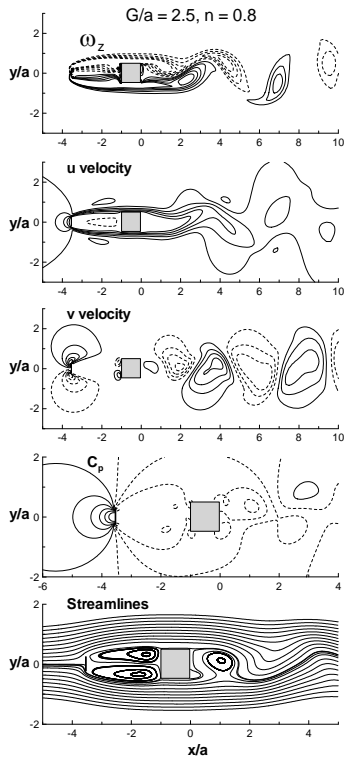 G/a = 2.5, n = 0.8
ω_z
y/a
2
0
-2
-4 -2 0 2 4 6 8 10
u velocity
y/a
2
0
-2
-4 -2 0 2 4 6 8 10
v velocity
y/a
2
0
-2
-4 -2 0 2 4 6 8 10
C_p
y/a
2
0
-2
-6 -4 -2 0 2 4
Streamlines
y/a
2
0
-2
-4 -2 0 2 4
x/a